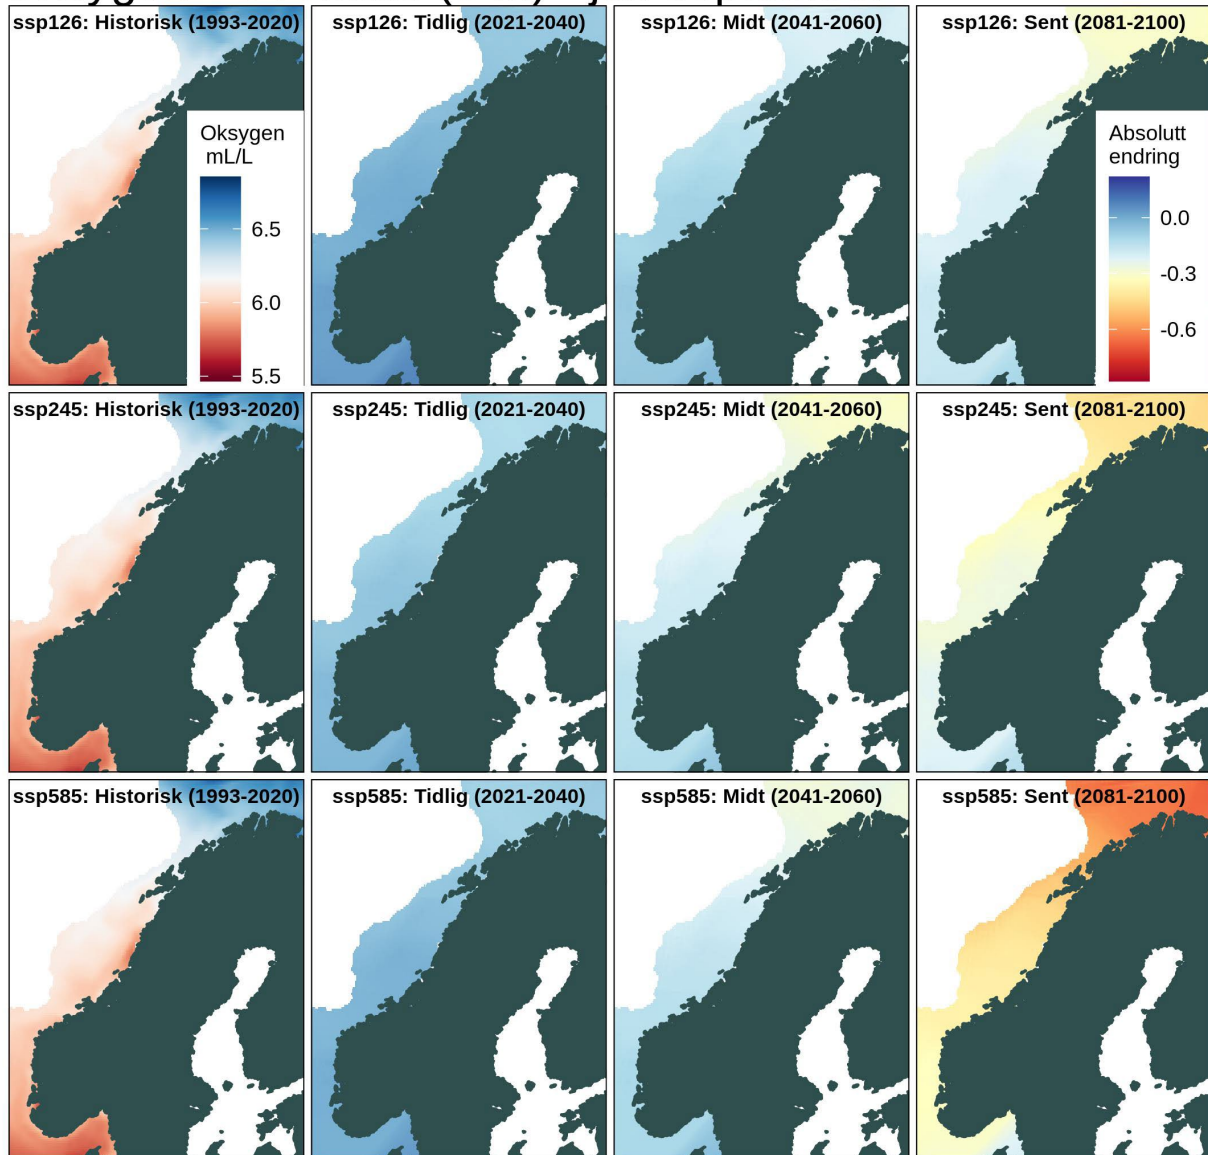 ssp126: Historisk (1993-2020)
ssp126: Tidlig (2021-2040)
ssp126: Midt (2041-2060)
ssp126: Sent (2081-2100)
Oksygen
mL/L
6.5
6.0
5.5
Absolutt
endring
0.0
-0.3
-0.6
ssp245: Historisk (1993-2020)
ssp245: Tidlig (2021-2040)
ssp245: Midt (2041-2060)
ssp245: Sent (2081-2100)
ssp585: Historisk (1993-2020)
ssp585: Tidlig (2021-2040)
ssp585: Midt (2041-2060)
ssp585: Sent (2081-2100)